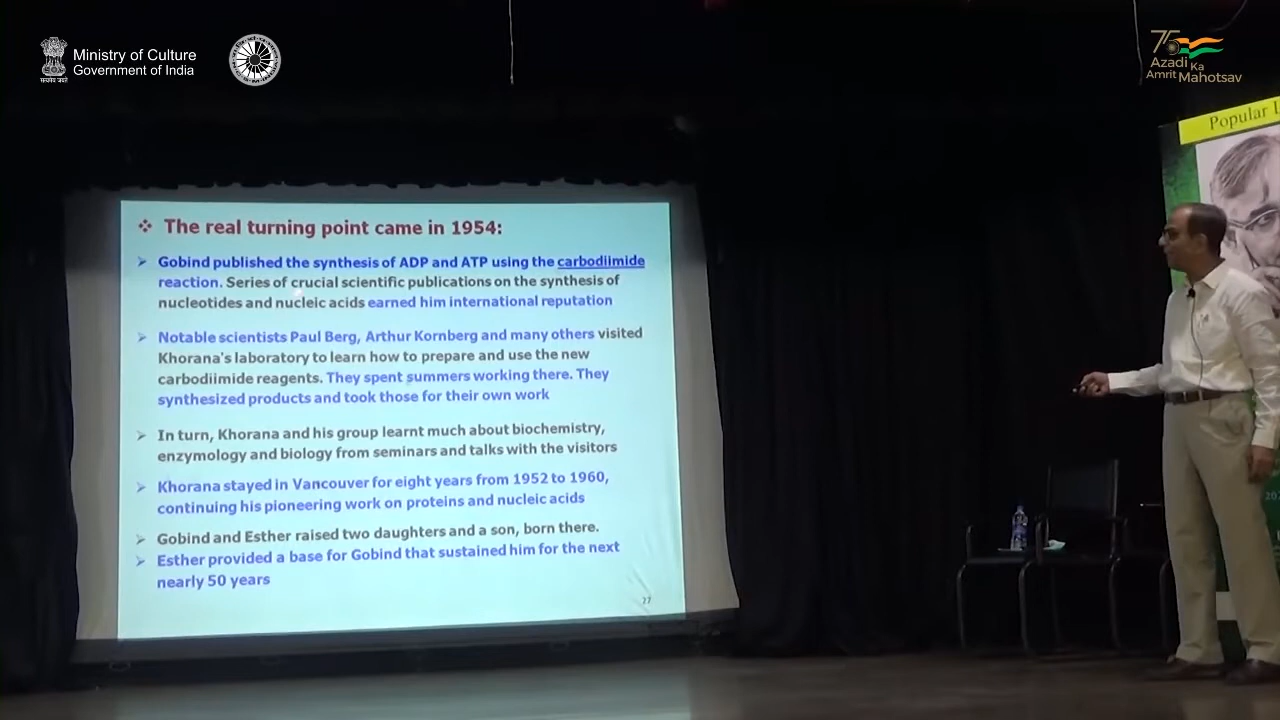 सत्यमेव जयते
Ministry of Culture
Government of India
75
Azadi
Ka
Amrit Mahotsav
Popular
❖ The real turning point came in 1954:
➢ Gobind published the synthesis of ADP and ATP using the carbodiimide
reaction. Series of crucial scientific publications on the synthesis of
nucleotides and nucleic acids earned him international reputation
➢ Notable scientists Paul Berg, Arthur Kornberg and many others visited
Khorana's laboratory to learn how to prepare and use the new
carbodiimide reagents. They spent summers working there. They
synthesized products and took those for their own work
➢ In turn, Khorana and his group learnt much about biochemistry,
enzymology and biology from seminars and talks with the visitors
➢ Khorana stayed in Vancouver for eight years from 1952 to 1960,
continuing his pioneering work on proteins and nucleic acids
➢ Gobind and Esther raised two daughters and a son, born there.
➢ Esther provided a base for Gobind that sustained him for the next
nearly 50 years
27